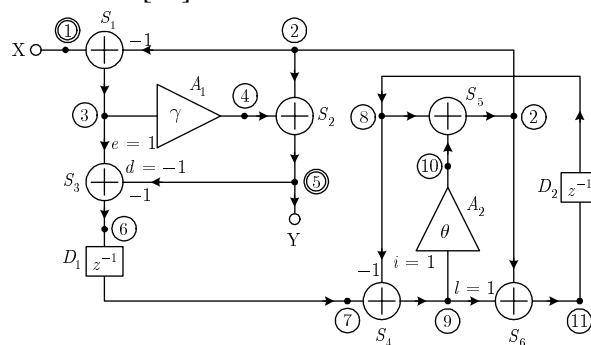 X
1
S₁
−1
2
3
A₁
γ
4
S₂
e = 1
d = −1
S₃
−1
5
6
Y
D₁
z⁻¹
7
8
S₅
2
10
A₂
θ
D₂
z⁻¹
−1
i = 1
l = 1
S₄
9
S₆
11